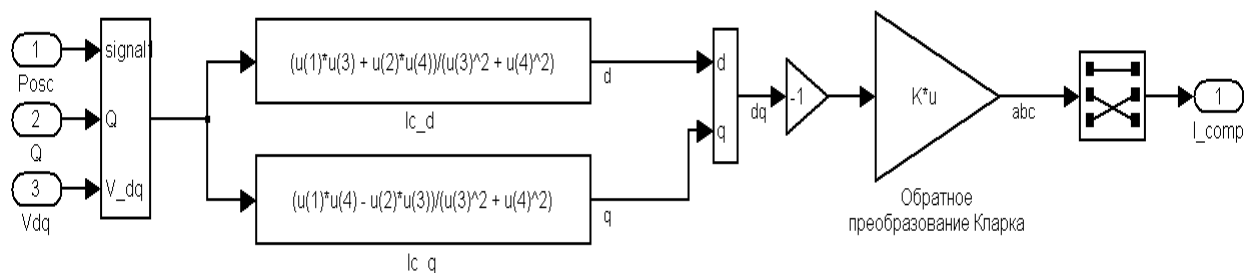 1
Posc
2
Q
3
Vdq
signal1
Q
V_dq
(u(1)*u(3) + u(2)*u(4))/(u(3)^2 + u(4)^2)
Ic_d
(u(1)*u(4) - u(2)*u(3))/(u(3)^2 + u(4)^2)
Ic_q
d
q
d
q
dq
-1
K*u
Обратное
преобразование Кларка
abc
1
I_comp